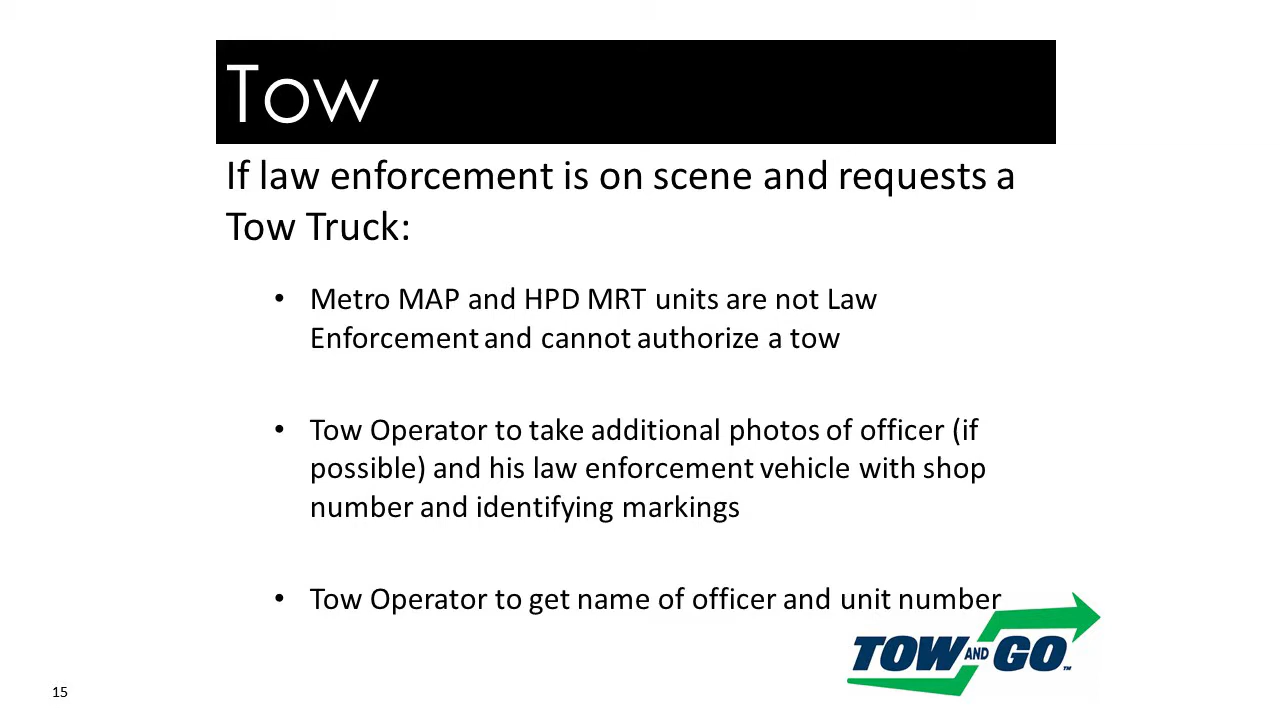 Tow
If law enforcement is on scene and requests a
Tow Truck:
• Metro MAP and HPD MRT units are not Law
Enforcement and cannot authorize a tow
• Tow Operator to take additional photos of officer (if
possible) and his law enforcement vehicle with shop
number and identifying markings
• Tow Operator to get name of officer and unit number
TOW AND GO™
15